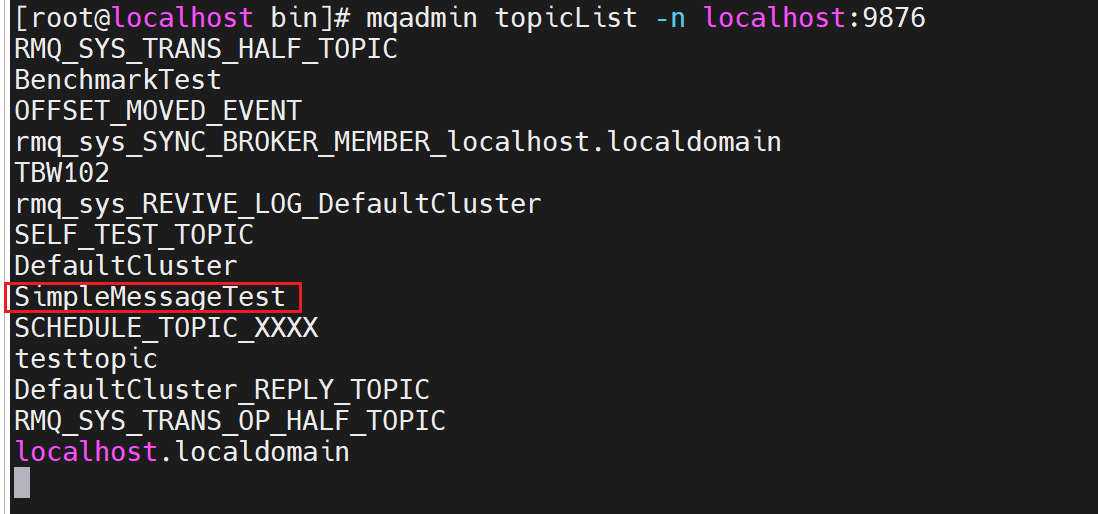 [root@localhost bin]# mqadmin topicList -n localhost:9876
RMQ_SYS_TRANS_HALF_TOPIC
BenchmarkTest
OFFSET_MOVED_EVENT
rmq_sys_SYNC_BROKER_MEMBER_localhost.localdomain
TBW102
rmq_sys_REVIVE_LOG_DefaultCluster
SELF_TEST_TOPIC
DefaultCluster
SimpleMessageTest
SCHEDULE_TOPIC_XXXX
testtopic
DefaultCluster_REPLY_TOPIC
RMQ_SYS_TRANS_OP_HALF_TOPIC
localhost.localdomain